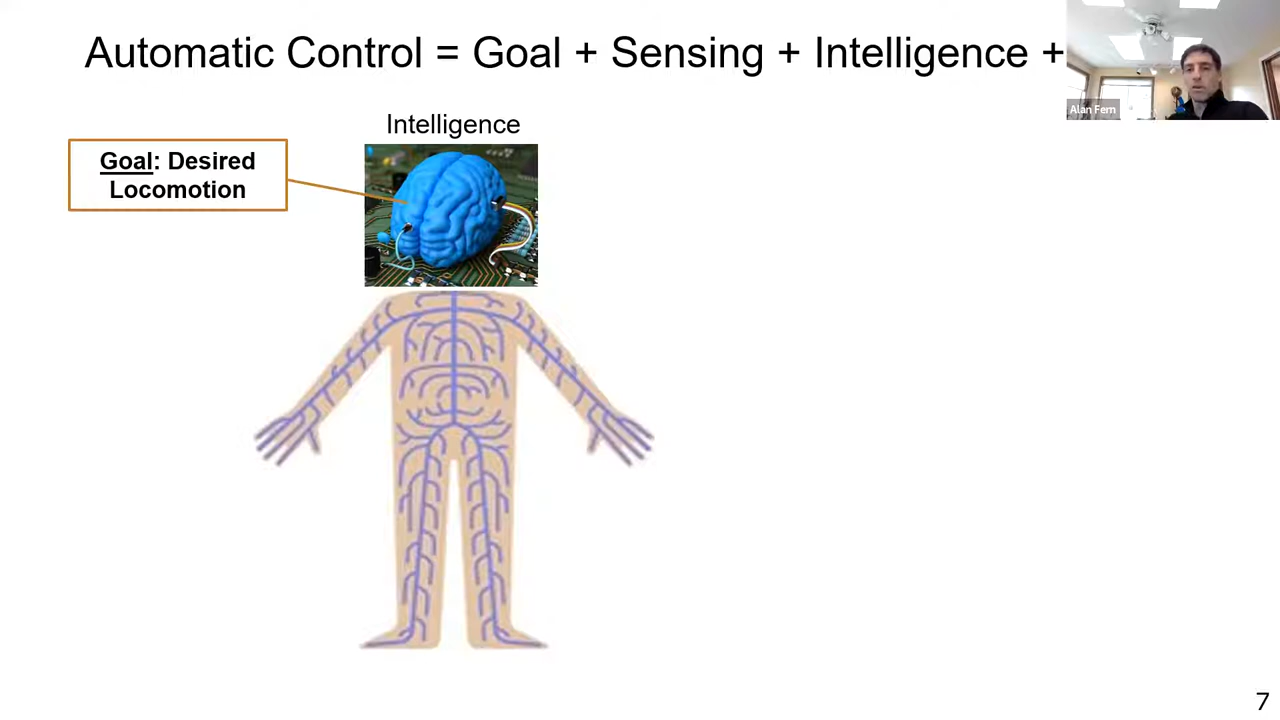 Automatic Control = Goal + Sensing + Intelligence +
Alan Fern
Intelligence
Goal: Desired
Locomotion
7